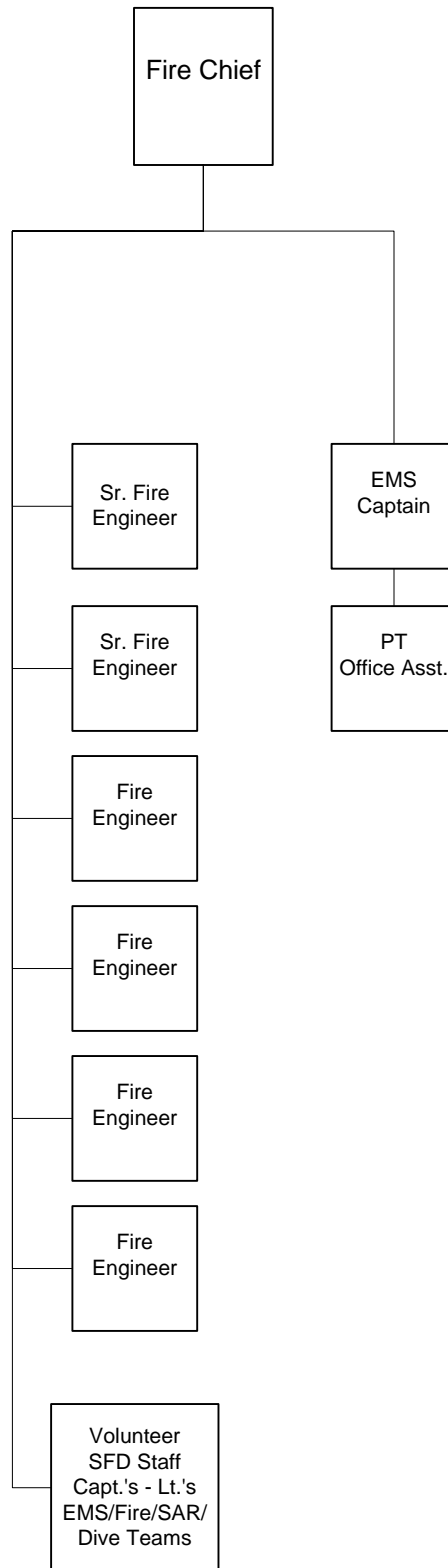 Fire Chief
Sr. Fire
Engineer
EMS
Captain
Sr. Fire
Engineer
PT
Office Asst.
Fire
Engineer
Fire
Engineer
Fire
Engineer
Fire
Engineer
Volunteer
SFD Staff
Capt.'s - Lt.'s
EMS/Fire/SAR/
Dive Teams